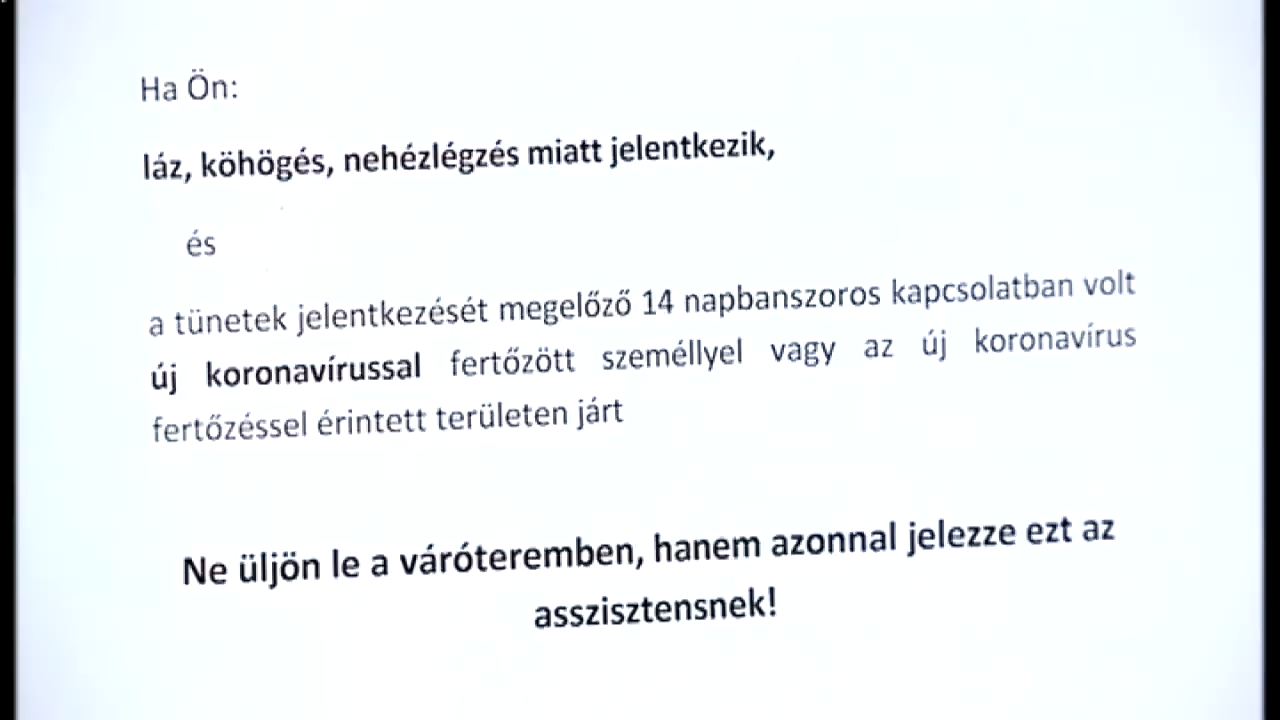 Ha Ön:
láz, köhögés, nehézlégzés miatt jelentkezik,
és
a tünetek jelentkezését megelőző 14 napbanszoros kapcsolatban volt
új koronavírussal fertőzött személlyel vagy az új koronavírus
fertőzéssel érintett területen járt
Ne üljön le a váróteremben, hanem azonnal jelezze ezt az
asszisztensnek!